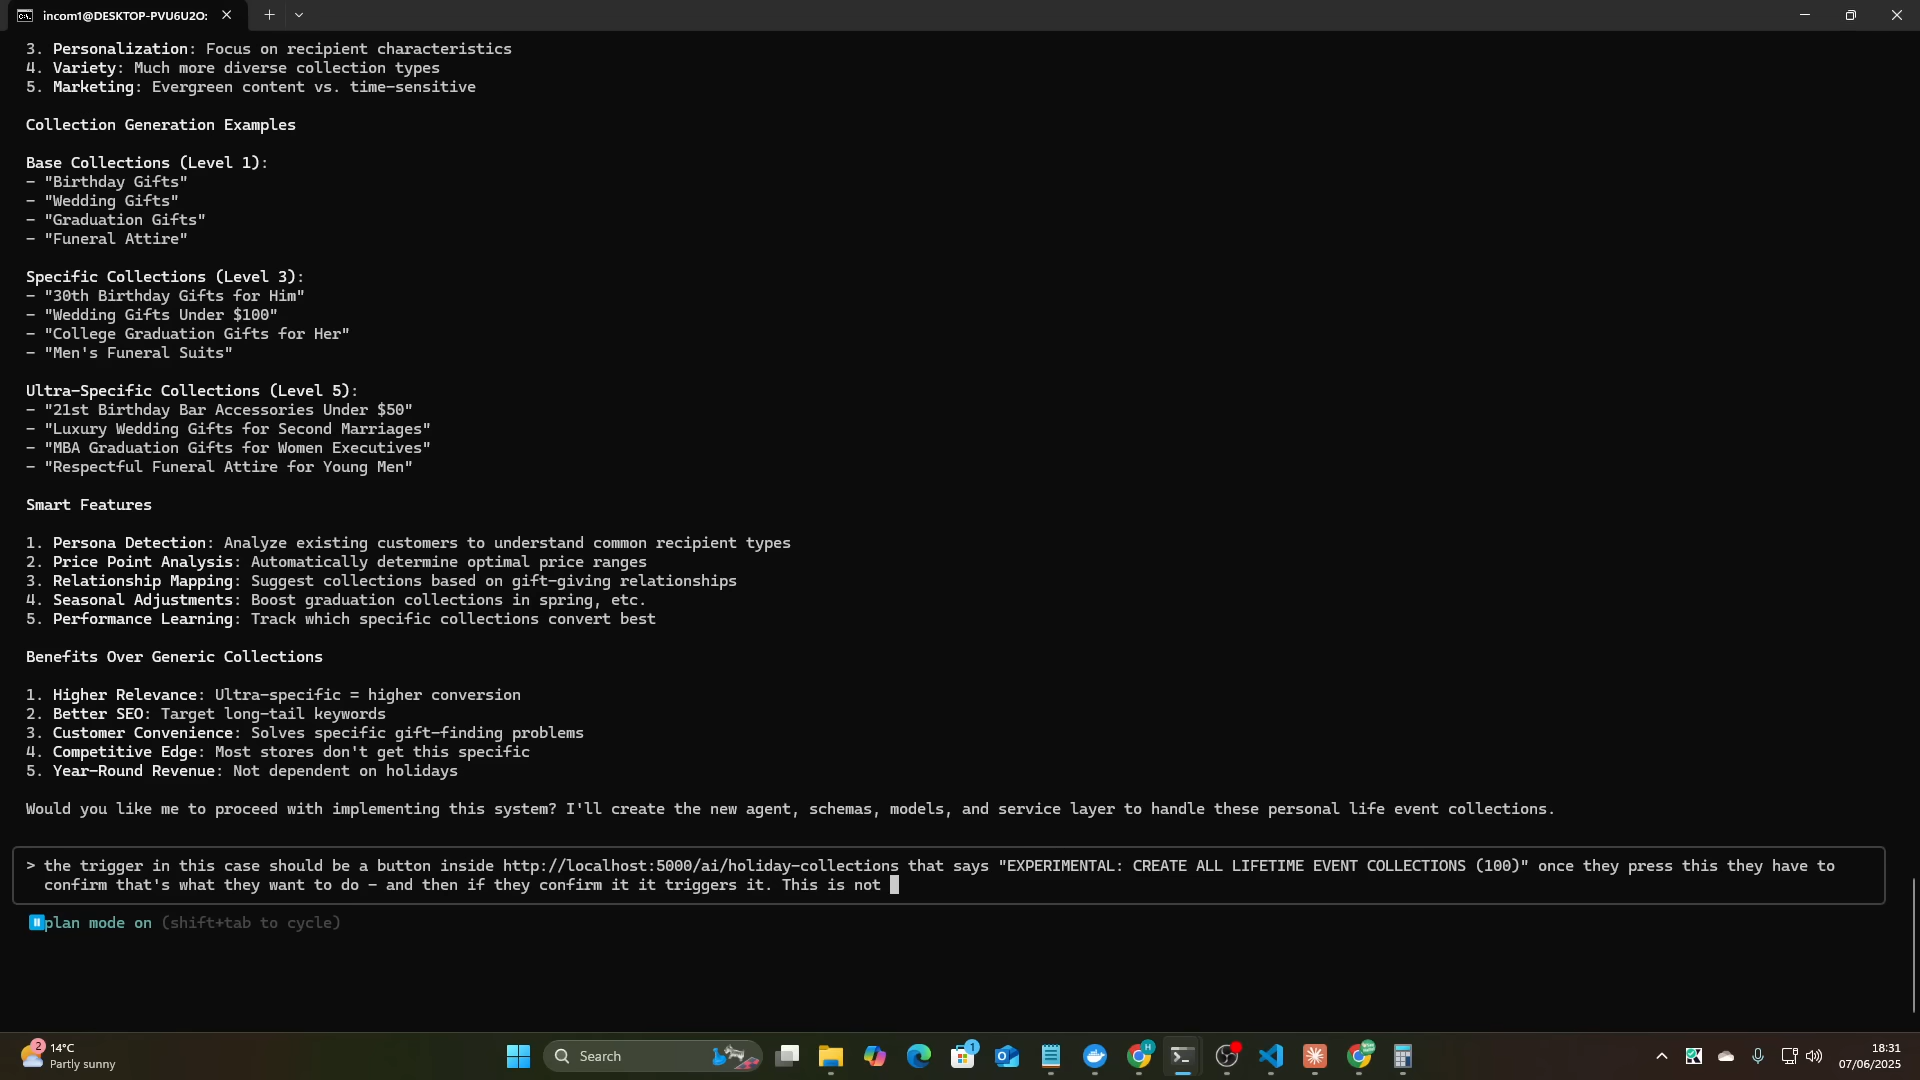 incom1@DESKTOP-PVU6U2O:
3. Personalization: Focus on recipient characteristics
4. Variety: Much more diverse collection types
5. Marketing: Evergreen content vs. time-sensitive
Collection Generation Examples
Base Collections (Level 1):
- "Birthday Gifts"
- "Wedding Gifts"
- "Graduation Gifts"
- "Funeral Attire"
Specific Collections (Level 3):
- "30th Birthday Gifts for Him"
- "Wedding Gifts Under $100"
- "College Graduation Gifts for Her"
- "Men's Funeral Suits"
Ultra-Specific Collections (Level 5):
- "21st Birthday Bar Accessories Under $50"
- "Luxury Wedding Gifts for Second Marriages"
- "MBA Graduation Gifts for Women Executives"
- "Respectful Funeral Attire for Young Men"
Smart Features
1. Persona Detection: Analyze existing customers to understand common recipient types
2. Price Point Analysis: Automatically determine optimal price ranges
3. Relationship Mapping: Suggest collections based on gift-giving relationships
4. Seasonal Adjustments: Boost graduation collections in spring, etc.
5. Performance Learning: Track which specific collections convert best
Benefits Over Generic Collections
1. Higher Relevance: Ultra-specific = higher conversion
2. Better SEO: Target long-tail keywords
3. Customer Convenience: Solves specific gift-finding problems
4. Competitive Edge: Most stores don't get this specific
5. Year-Round Revenue: Not dependent on holidays
Would you like me to proceed with implementing this system? I'll create the new agent, schemas, models, and service layer to handle these personal life event collections.
> the trigger in this case should be a button inside http://localhost:5000/ai/holiday-collections that says "EXPERIMENTAL: CREATE ALL LIFETIME EVENT COLLECTIONS (100)" once they press this they have to
confirm that's what they want to do - and then if they confirm it it triggers it. This is not
plan mode on (shift+tab to cycle)
2
14°C
Partly sunny
Search
1
18:31
07/06/2025